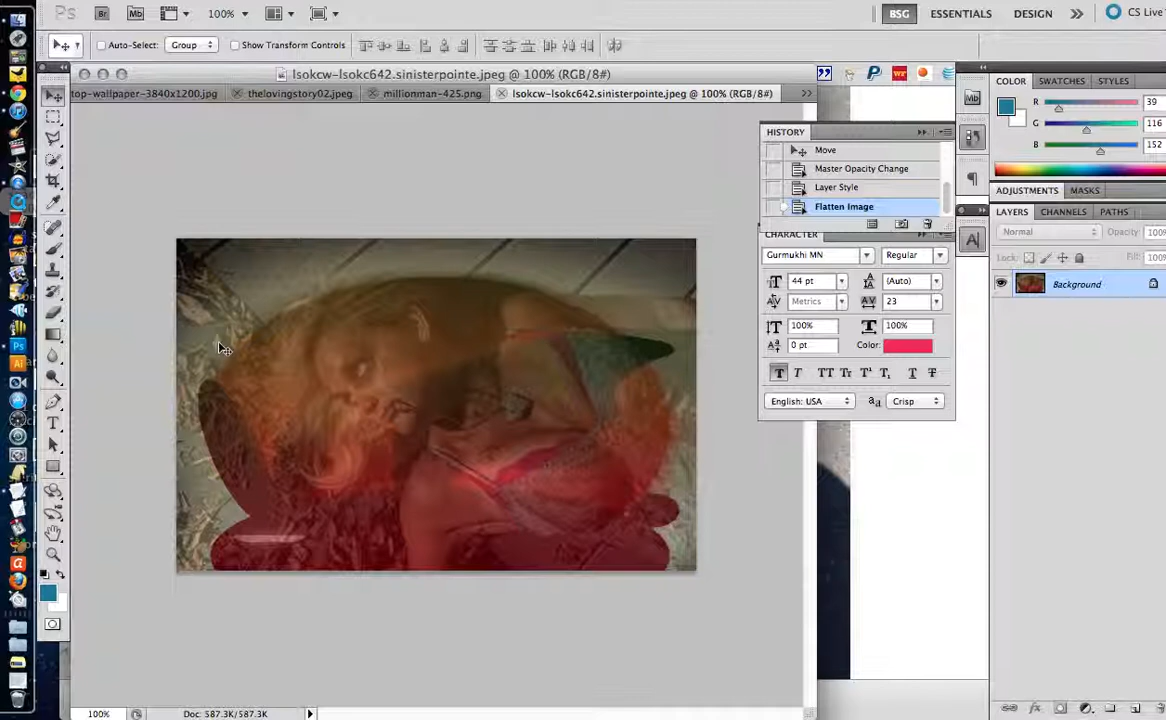 Ps Br Mb 100% ESSENTIALS DESIGN CS Live
Auto-Select: Group Show Transform Controls
lsokcw-lsokc642.sinisterpointe.jpeg @ 100% (RGB/8#)
top-wallpaper-3840x1200.jpg thelovingstory02.jpeg millionman-425.png lsokcw-lsokc642.sinisterpointe.jpeg @ 100% (RGB/8#)
HISTORY
Move
Master Opacity Change
Layer Style
Flatten Image
CHARACTER
Gurmukhi MN Regular
44 pt (Auto)
Metrics 23
100% 100%
0 pt Color:
English: USA Crisp
COLOR SWATCHES STYLES
R 39
G 116
B 152
ADJUSTMENTS MASKS
LAYERS CHANNELS PATHS
Normal Opacity: 100%
Lock: Fill: 100%
Background
100% Doc: 587.3K/587.3K